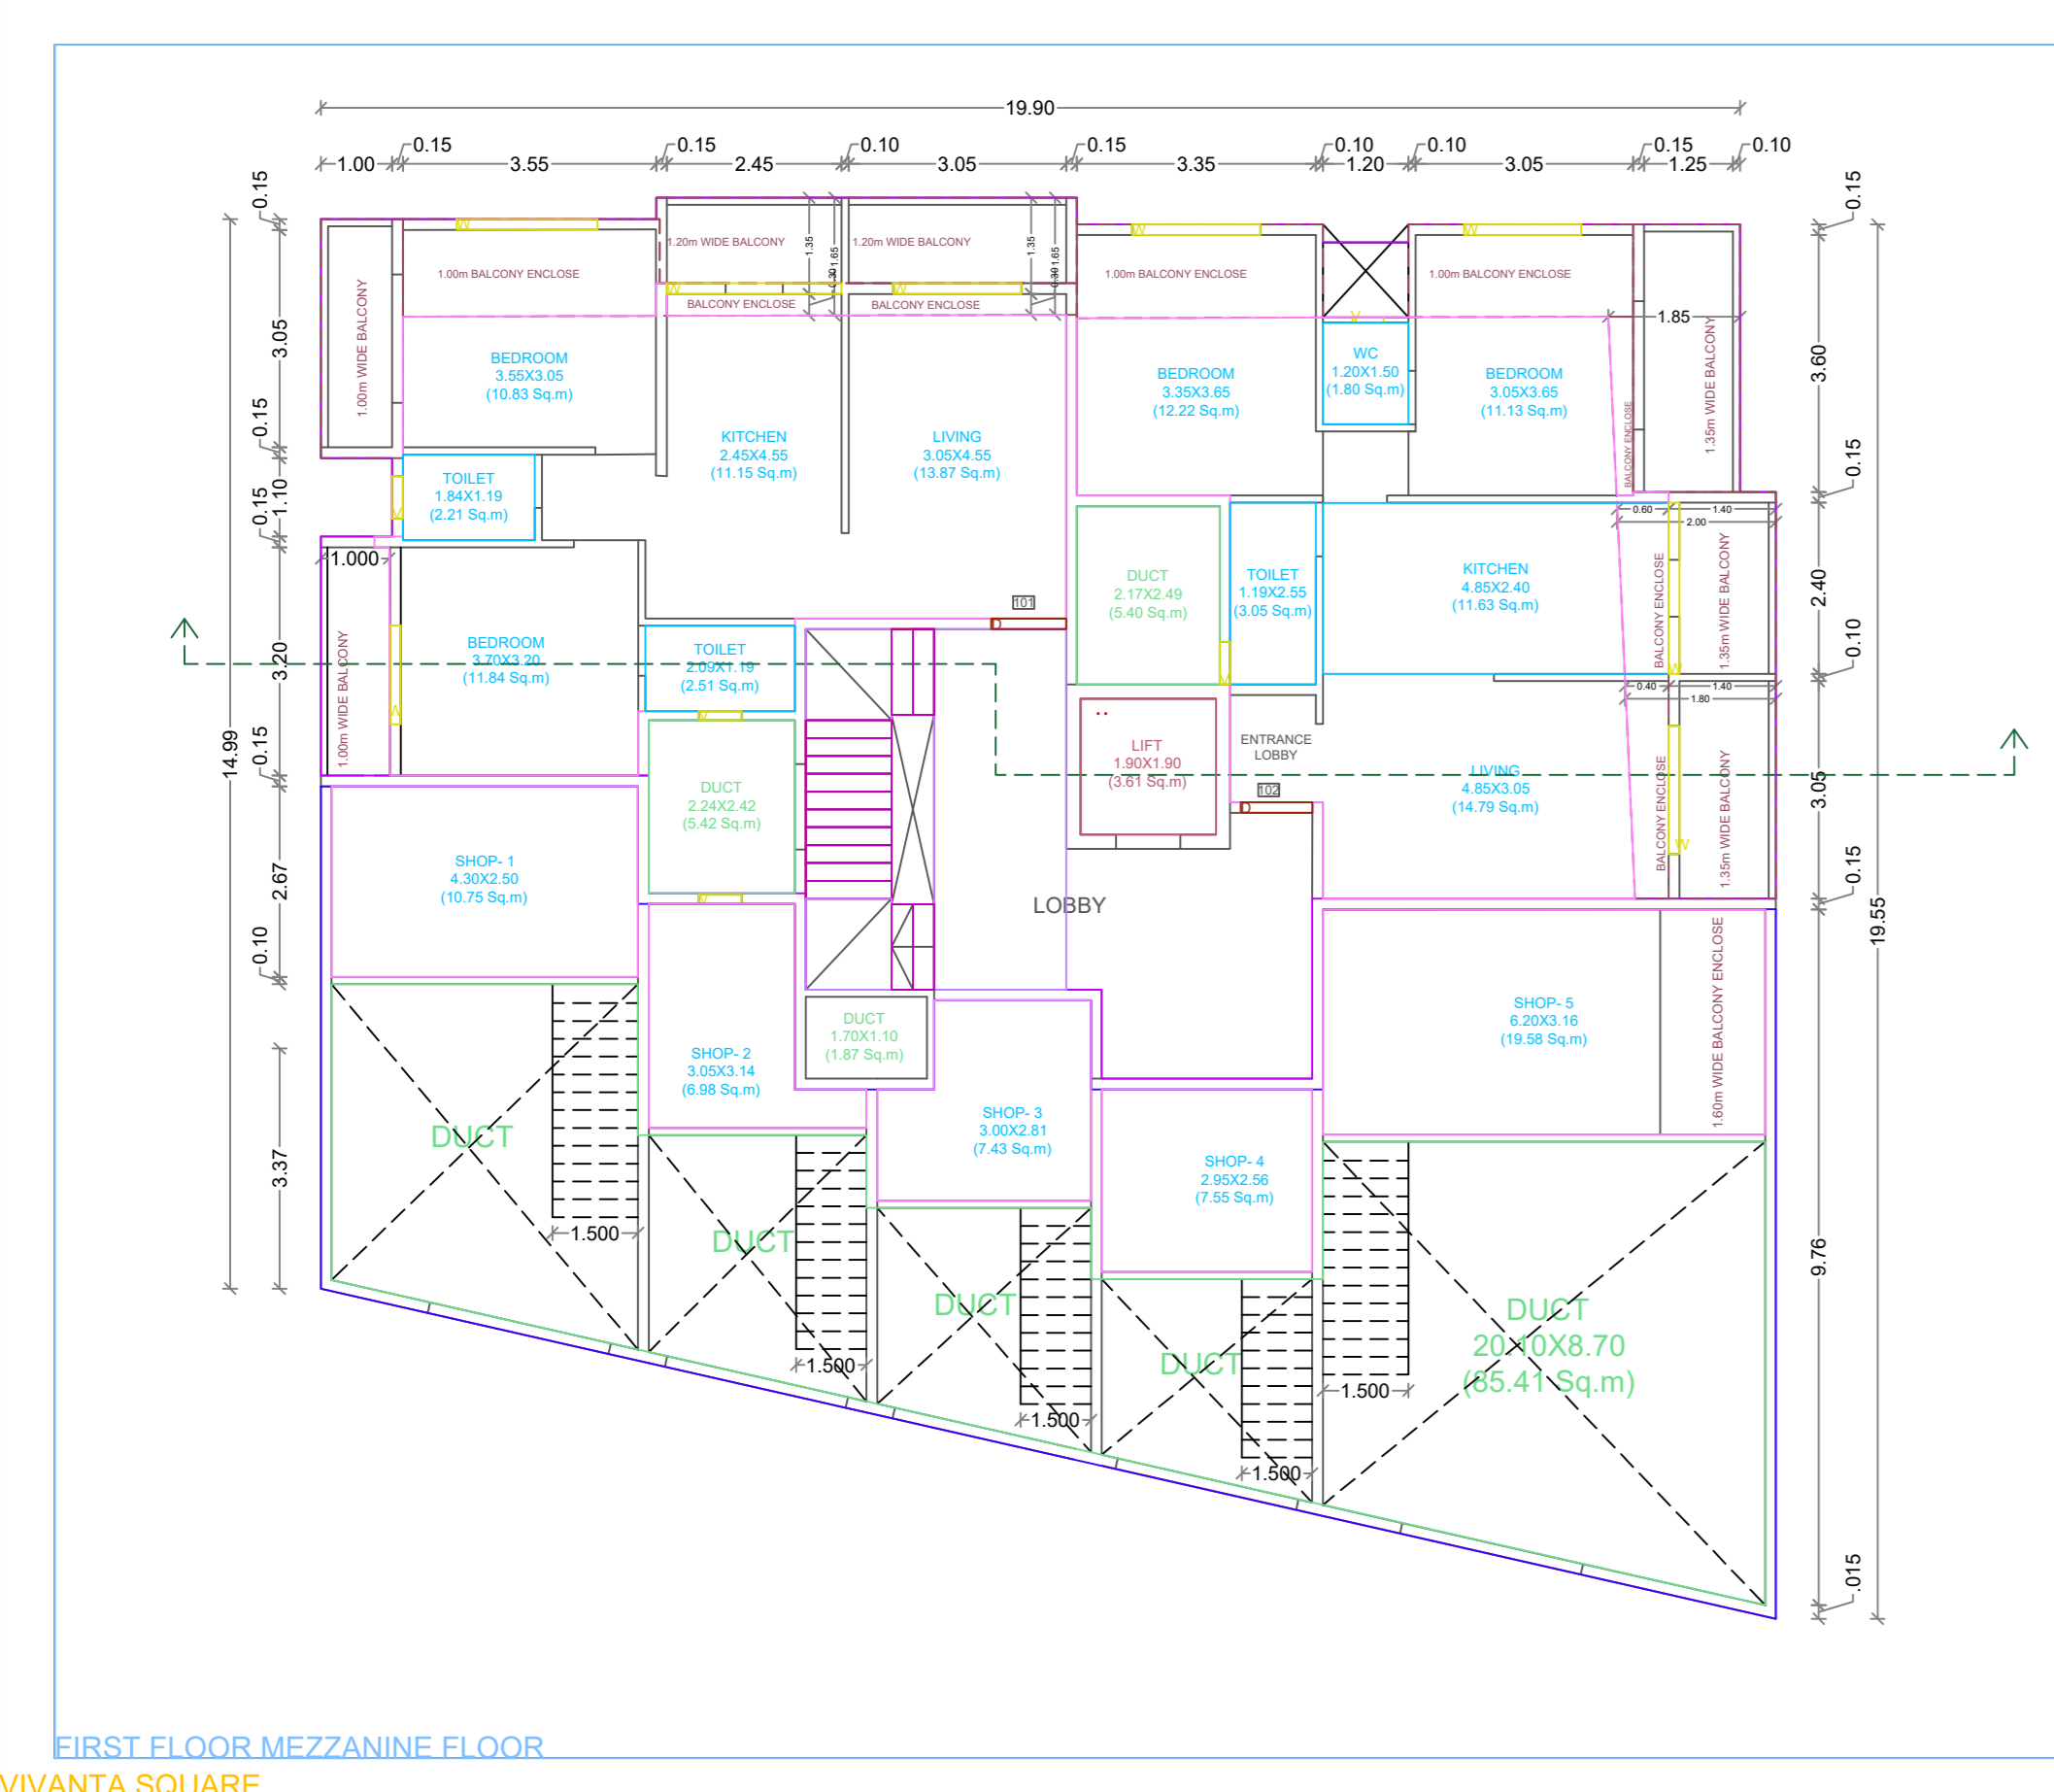 19.90
0.15
0.15
0.10
0.15
0.10
0.10
0.15
0.10
1.00
3.55
2.45
3.05
3.35
1.20
3.05
1.25
0.15
0.15
1.20m WIDE BALCONY
1.35
1.20m WIDE BALCONY
1.35
W
W
W
1.00m BALCONY ENCLOSE
0.30
1.65
0.30
1.65
1.00m BALCONY ENCLOSE
1.00m BALCONY ENCLOSE
W
W
BALCONY ENCLOSE
BALCONY ENCLOSE
1.00m WIDE BALCONY
V
1.85
1.35m WIDE BALCONY
3.05
3.60
BEDROOM
3.55X3.05
(10.83 Sq.m)
BEDROOM
3.35X3.65
(12.22 Sq.m)
WC
1.20X1.50
(1.80 Sq.m)
BEDROOM
3.05X3.65
(11.13 Sq.m)
BALCONY ENCLOSE
0.15
KITCHEN
2.45X4.55
(11.15 Sq.m)
LIVING
3.05X4.55
(13.87 Sq.m)
0.15
TOILET
1.84X1.19
(2.21 Sq.m)
V
1.10
0.15
0.60
1.40
2.00
1.000
DUCT
2.17X2.49
(5.40 Sq.m)
TOILET
1.19X2.55
(3.05 Sq.m)
KITCHEN
4.85X2.40
(11.63 Sq.m)
BALCONY ENCLOSE
1.35m WIDE BALCONY
W
2.40
101
D
0.10
BEDROOM
3.70X3.20
(11.84 Sq.m)
TOILET
2.09X1.19
(2.51 Sq.m)
1.00m WIDE BALCONY
W
3.20
V
V
0.40
1.40
1.80
14.99
0.15
LIFT
1.90X1.90
(3.61 Sq.m)
ENTRANCE
LOBBY
102
D
LIVING
4.85X3.05
(14.79 Sq.m)
BALCONY ENCLOSE
W
1.35m WIDE BALCONY
3.05
DUCT
2.24X2.42
(5.42 Sq.m)
V
SHOP- 1
4.30X2.50
(10.75 Sq.m)
2.67
0.15
LOBBY
19.55
0.10
1.60m WIDE BALCONY ENCLOSE
SHOP- 5
6.20X3.16
(19.58 Sq.m)
DUCT
1.70X1.10
(1.87 Sq.m)
SHOP- 2
3.05X3.14
(6.98 Sq.m)
SHOP- 3
3.00X2.81
(7.43 Sq.m)
DUCT
3.37
SHOP- 4
2.95X2.56
(7.55 Sq.m)
1.500
DUCT
9.76
DUCT
DUCT
20.10X8.70
(85.41 Sq.m)
1.500
DUCT
1.500
1.500
1.500
.015
FIRST FLOOR MEZZANINE FLOOR
VIVANTA SQUARE